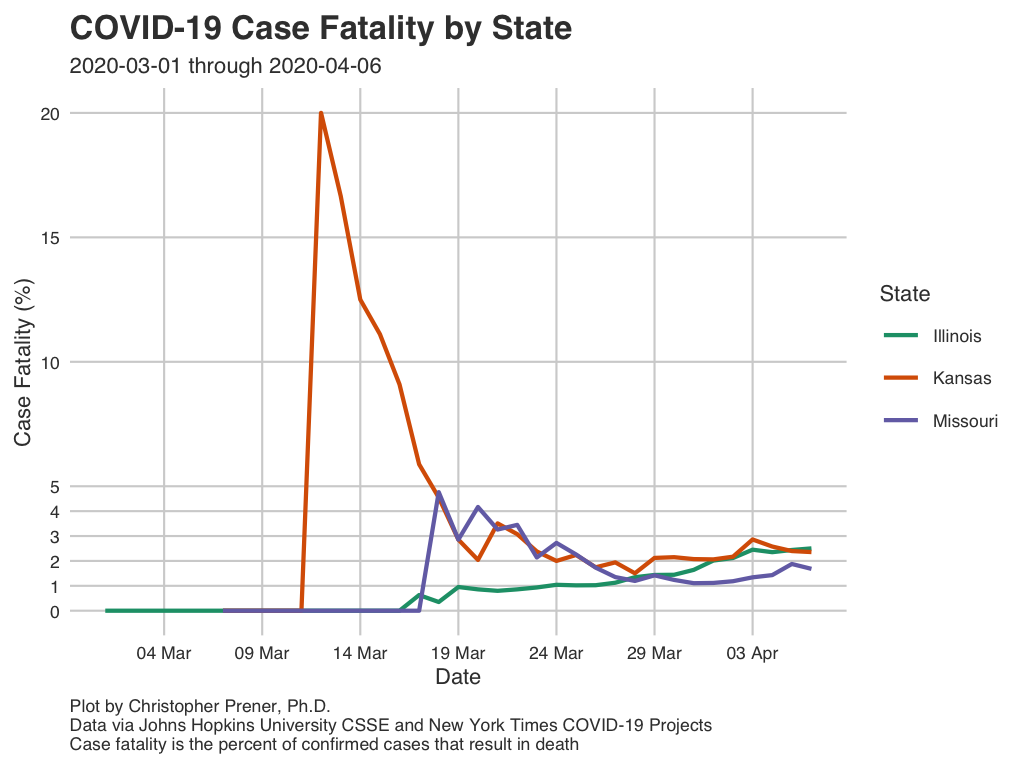 COVID-19 Case Fatality by State
2020-03-01 through 2020-04-06
Case Fatality (%)
20
15
10
5
4
3
2
1
0
04 Mar
09 Mar
14 Mar
19 Mar
24 Mar
29 Mar
03 Apr
Date
State
Illinois
Kansas
Missouri
Plot by Christopher Prener, Ph.D.
Data via Johns Hopkins University CSSE and New York Times COVID-19 Projects
Case fatality is the percent of confirmed cases that result in death